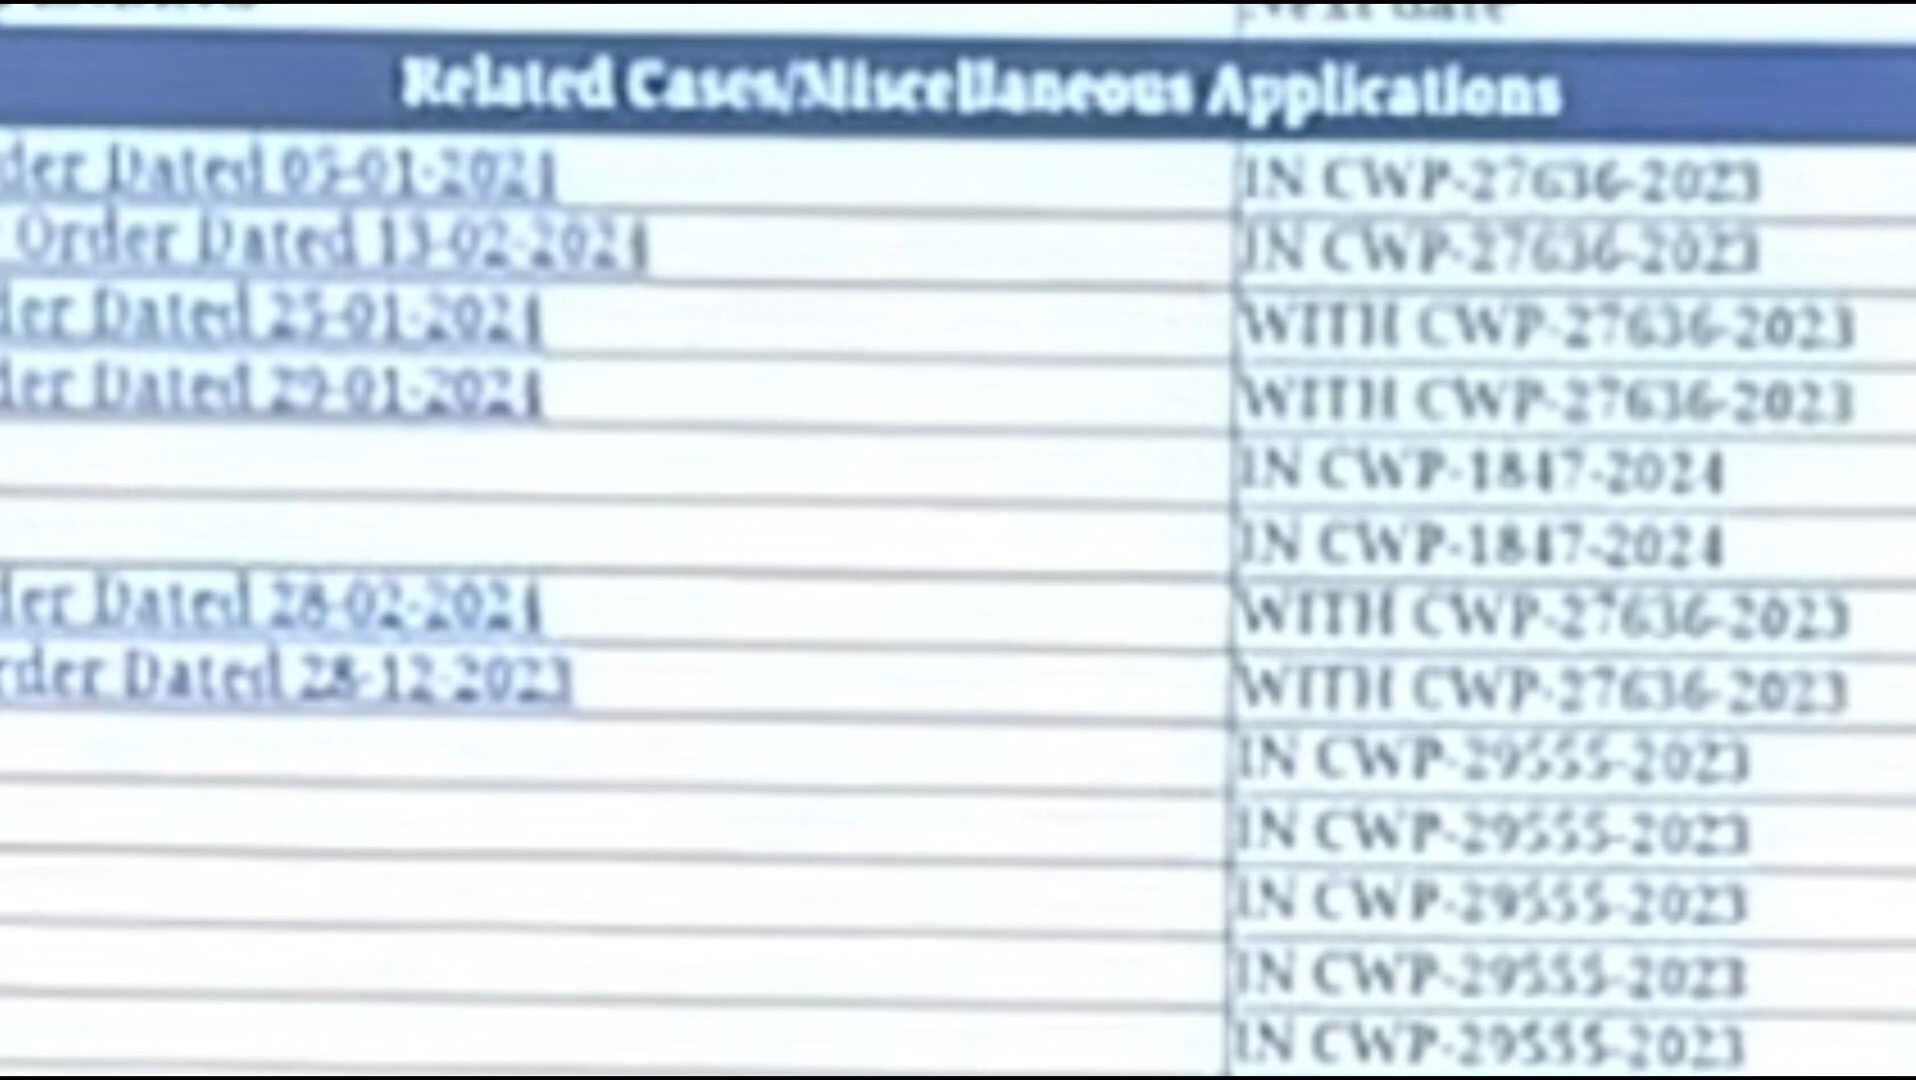 Next date
Related Cases/Miscellaneous Applications
der Dated 05-01-2024 IN CWP-27636-2023
Order Dated 13-02-2024 IN CWP-27636-2023
der Dated 25-01-2024 WITH CWP-27636-2023
der Dated 29-01-2024 WITH CWP-27636-2023
IN CWP-1847-2024
IN CWP-1847-2024
der Dated 28-02-2024 WITH CWP-27636-2023
rder Dated 28-12-2023 WITH CWP-27636-2023
IN CWP-29555-2023
IN CWP-29555-2023
IN CWP-29555-2023
IN CWP-29555-2023
IN CWP-29555-2023